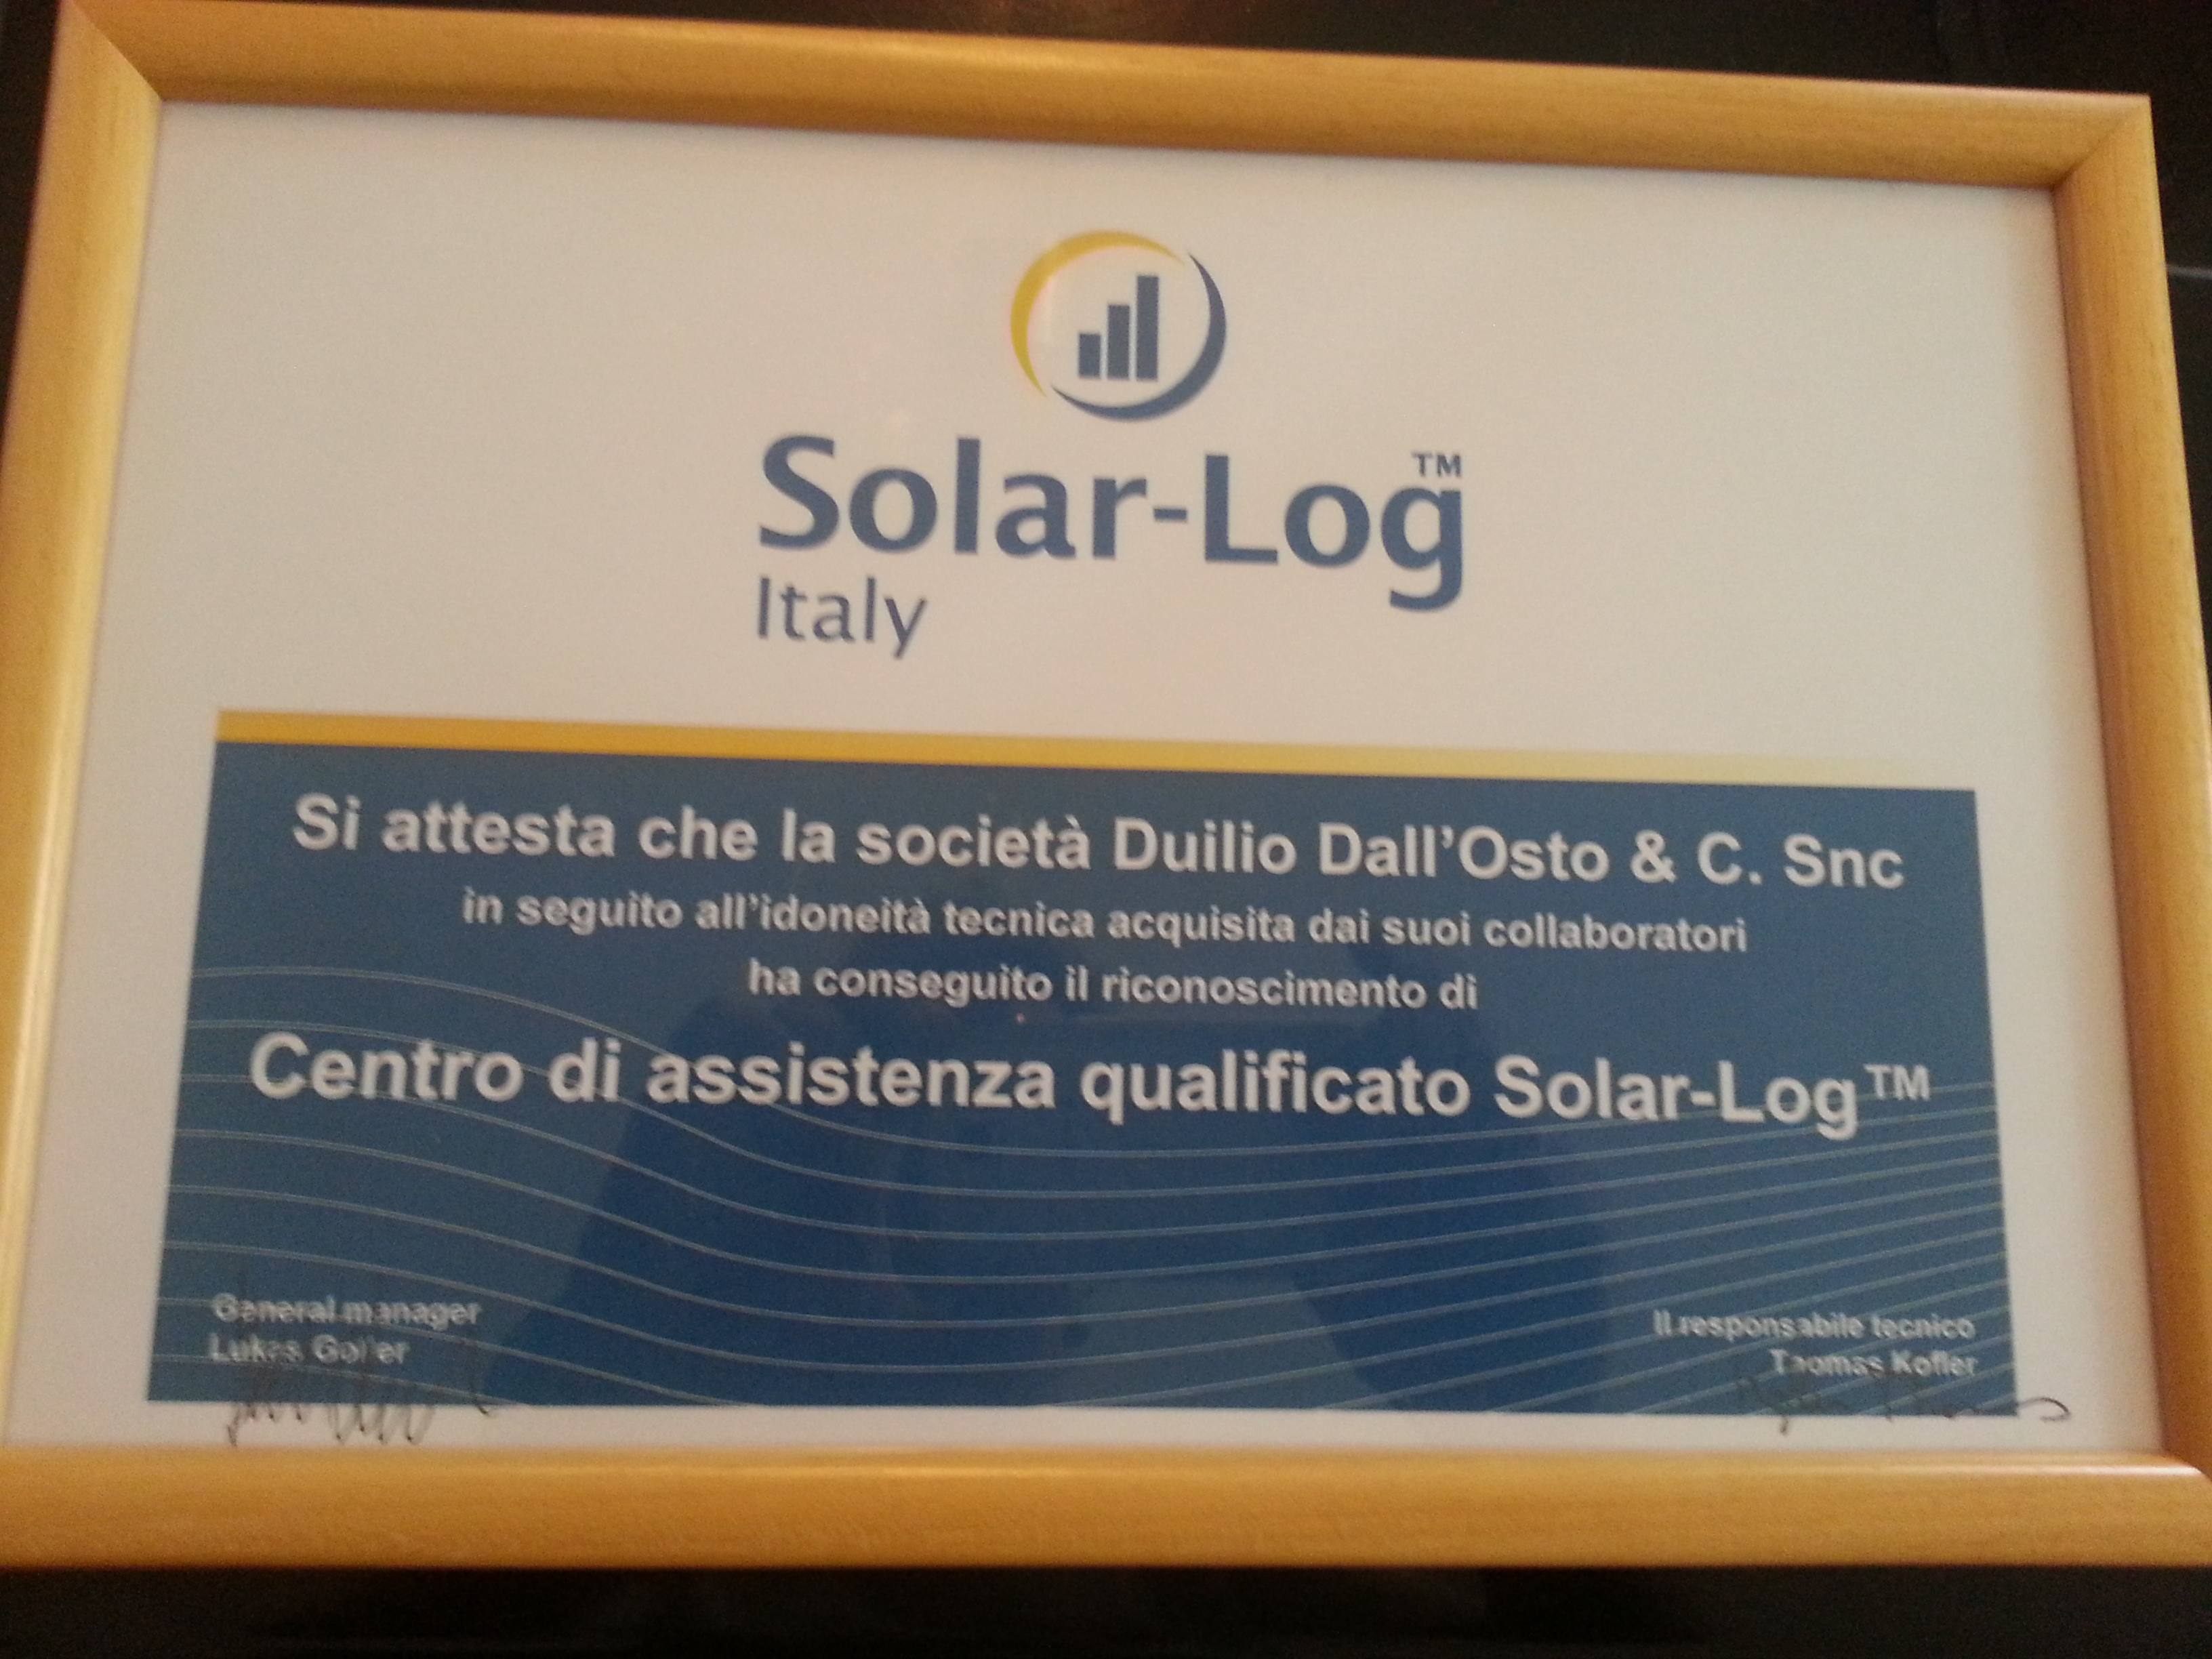 Solar-Log™
Italy
Si attesta che la società Duilio Dall'Osto & C. Snc
in seguito all'idoneità tecnica acquisita dai suoi collaboratori
ha conseguito il riconoscimento di
Centro di assistenza qualificato Solar-Log™
General manager
Lukas
Il responsabile tecnico
Thomas Kofler